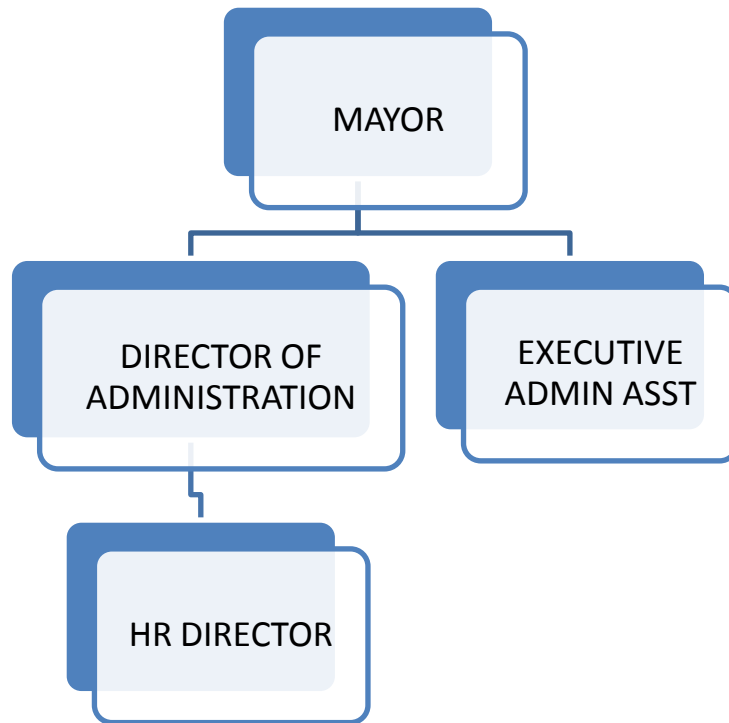 MAYOR
DIRECTOR OF
ADMINISTRATION
EXECUTIVE
ADMIN ASST
HR DIRECTOR